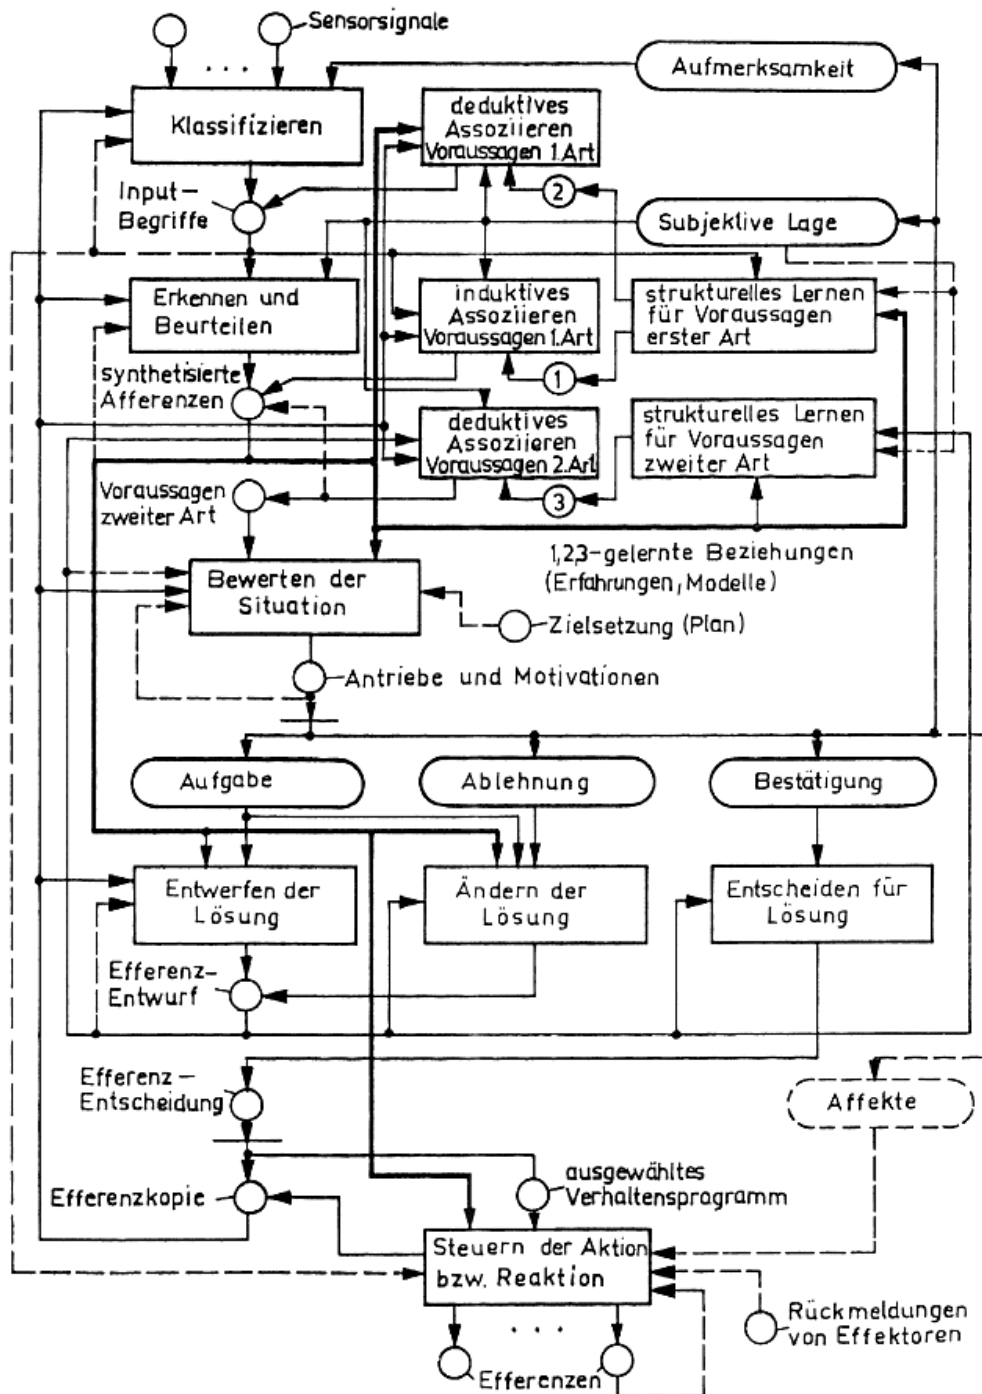 Sensorsignale
Aufmerksamkeit
Klassifizieren
deduktives
Assoziieren
Voraussagen 1.Art
2
Input-
Begriffe
Subjektive Lage
Erkennen und
Beurteilen
induktives
Assoziieren
Voraussagen 1.Art
strukturelles Lernen
für Voraussagen
erster Art
1
synthetisierte
Afferenzen
deduktives
Assoziieren
Voraussagen 2.Art
strukturelles Lernen
für Voraussagen
zweiter Art
3
Voraussagen
zweiter Art
1,2,3-gelernte Beziehungen
(Erfahrungen, Modelle)
Bewerten der
Situation
Zielsetzung (Plan)
Antriebe und Motivationen
Aufgabe
Ablehnung
Bestätigung
Entwerfen der
Lösung
Ändern der
Lösung
Entscheiden für
Lösung
Efferenz-
Entwurf
Efferenz-
Entscheidung
Affekte
Efferenzkopie
ausgewähltes
Verhaltensprogramm
Steuern der Aktion
bzw. Reaktion
Rückmeldungen
von Effektoren
Efferenzen